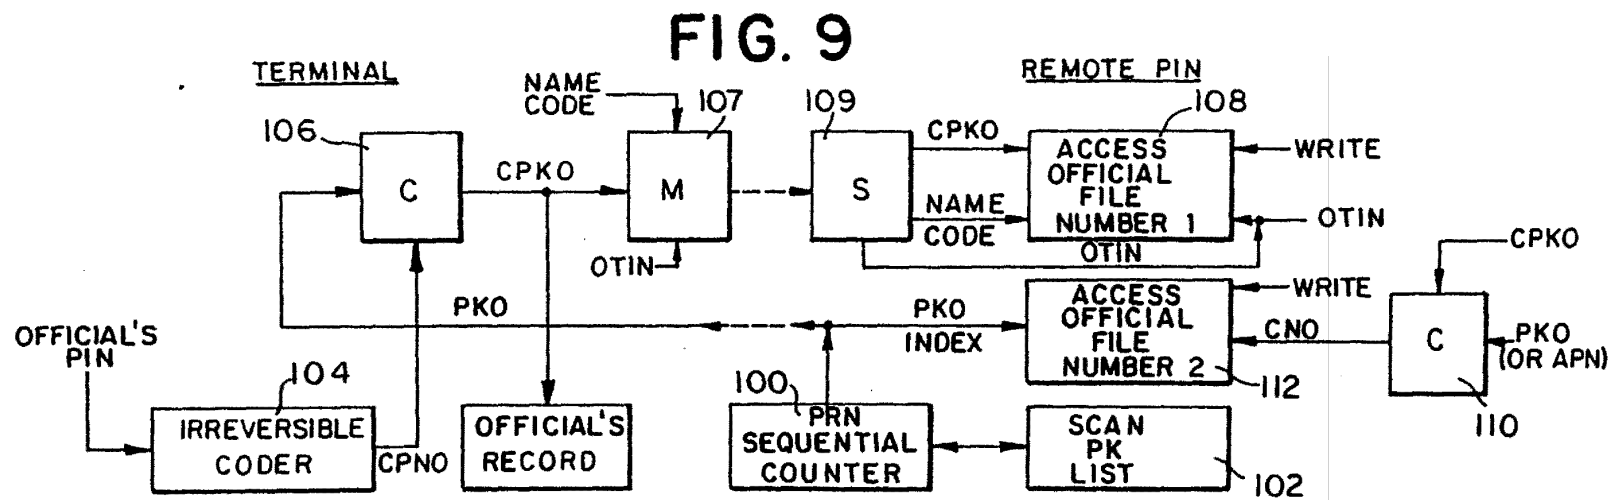 FIG. 9
TERMINAL
REMOTE PIN
NAME
CODE
107
109
108
106
C
CPKO
M
S
CPKO
NAME
CODE
ACCESS
OFFICIAL
FILE
NUMBER 1
WRITE
OTIN
OTIN
OTIN
CPKO
PKO
PKO
INDEX
ACCESS
OFFICIAL
FILE
NUMBER 2
WRITE
CNO
C
PKO
(OR APN)
112
110
OFFICIAL'S
PIN
104
IRREVERSIBLE
CODER
CPNO
OFFICIAL'S
RECORD
100
PRN
SEQUENTIAL
COUNTER
SCAN
PK
LIST
102